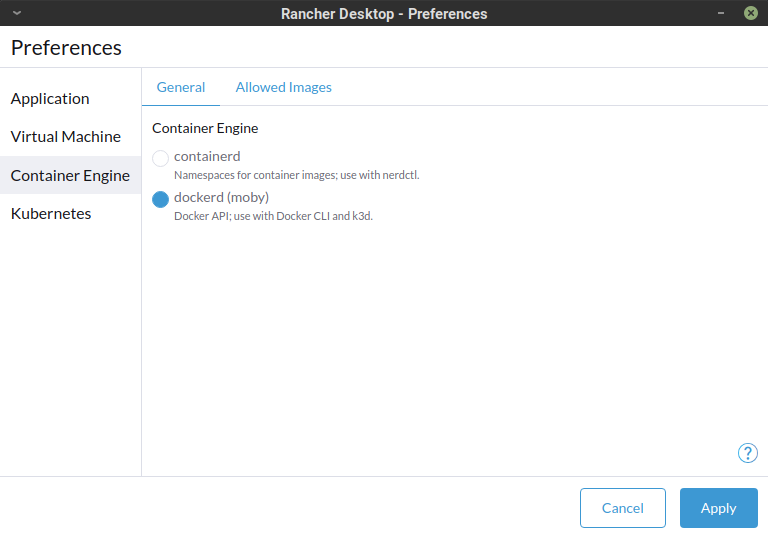 Rancher Desktop - Preferences
Preferences
Application
Virtual Machine
Container Engine
Kubernetes
General
Allowed Images
Container Engine
containerd
Namespaces for container images; use with nerdctl.
dockerd (moby)
Docker API; use with Docker CLI and k3d.
?
Cancel
Apply